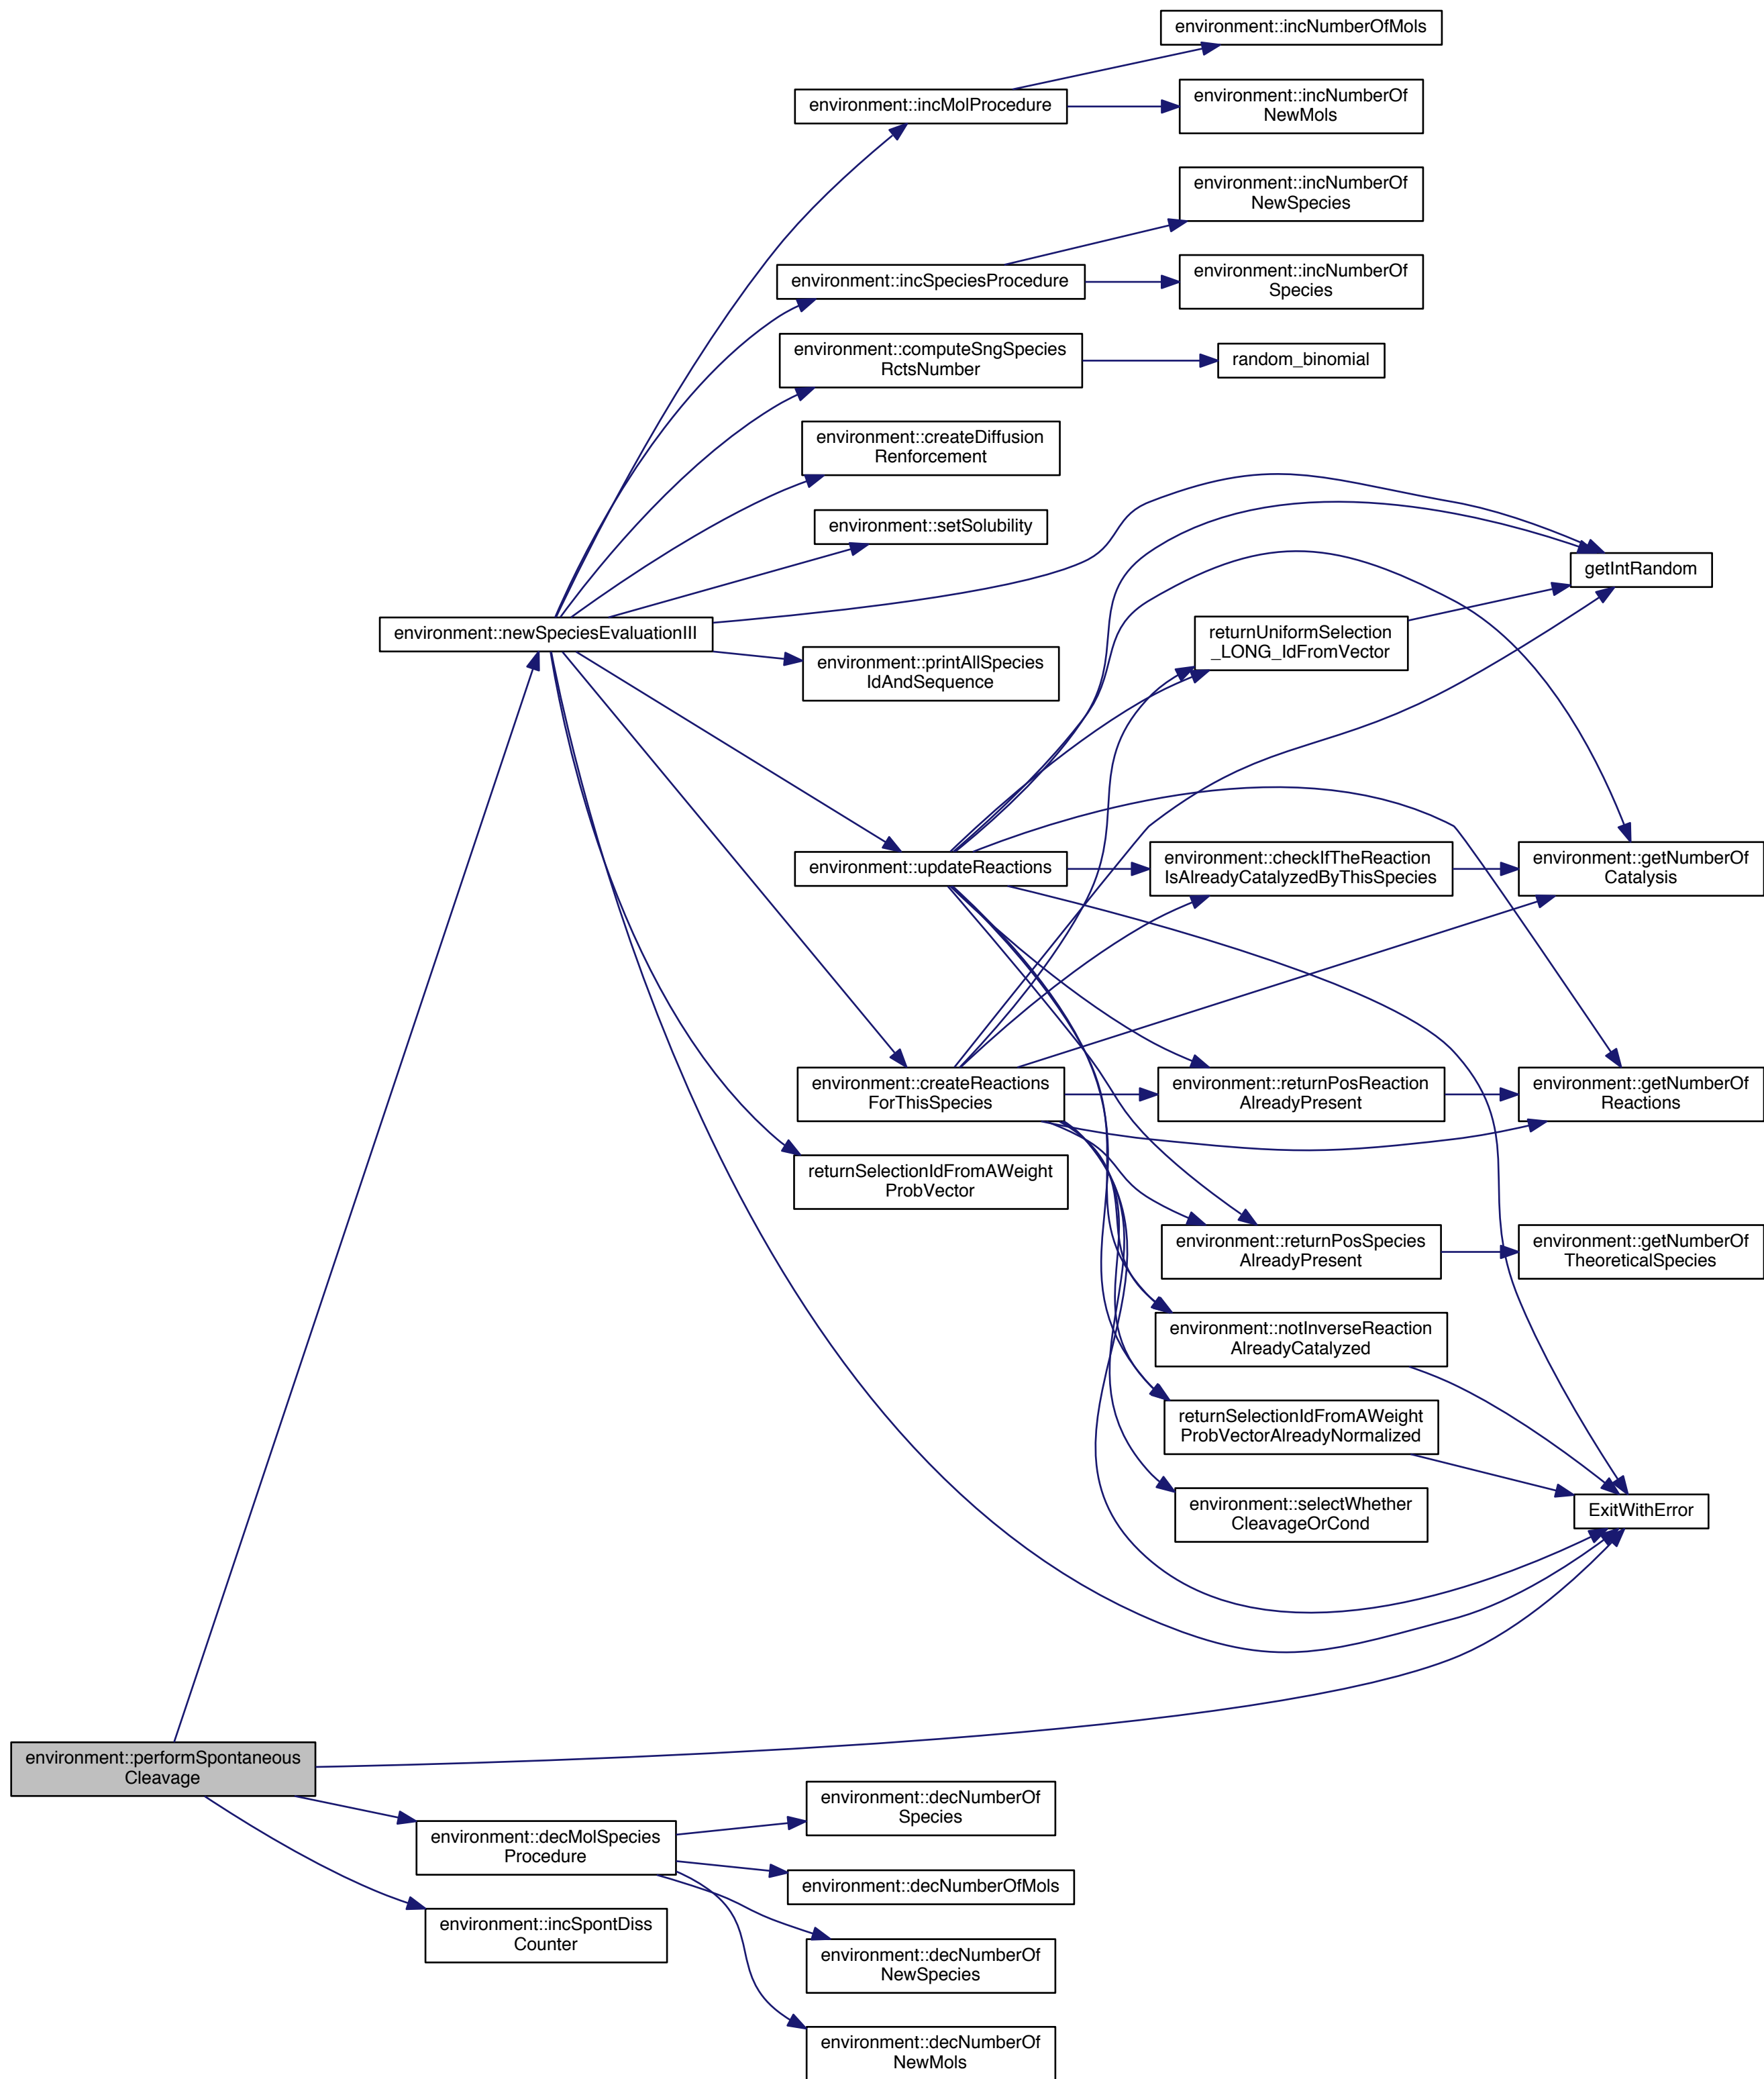 environment::incNumberOfMols
environment::incMolProcedure
environment::incNumberOf
NewMols
environment::incNumberOf
NewSpecies
environment::incSpeciesProcedure
environment::incNumberOf
Species
environment::computeSngSpecies
RctsNumber
random_binomial
environment::createDiffusion
Renforcement
environment::setSolubility
getIntRandom
environment::newSpeciesEvaluationIII
returnUniformSelection
_LONG_IdFromVector
environment::printAllSpecies
IdAndSequence
environment::updateReactions
environment::checkIfTheReaction
IsAlreadyCatalyzedByThisSpecies
environment::getNumberOf
Catalysis
environment::createReactions
ForThisSpecies
environment::returnPosReaction
AlreadyPresent
environment::getNumberOf
Reactions
returnSelectionIdFromAWeight
ProbVector
environment::returnPosSpecies
AlreadyPresent
environment::getNumberOf
TheoreticalSpecies
environment::notInverseReaction
AlreadyCatalyzed
returnSelectionIdFromAWeight
ProbVectorAlreadyNormalized
environment::selectWhether
CleavageOrCond
ExitWithError
environment::performSpontaneous
Cleavage
environment::decNumberOf
Species
environment::decMolSpecies
Procedure
environment::decNumberOfMols
environment::incSpontDiss
Counter
environment::decNumberOf
NewSpecies
environment::decNumberOf
NewMols